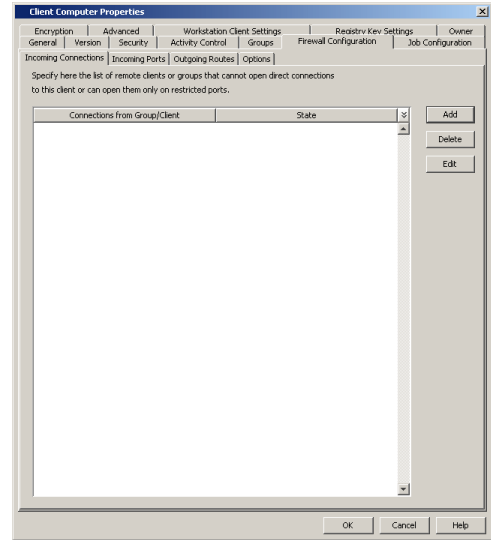 Client Computer Properties
Encryption Advanced Workstation Client Settings Registry Key Settings Owner
General Version Security Activity Control Groups Firewall Configuration Job Configuration
Incoming Connections Incoming Ports Outgoing Routes Options
Specify here the list of remote clients or groups that cannot open direct connections
to this client or can open them only on restricted ports.
Connections from Group/Client State
Add
Delete
Edit
OK Cancel Help